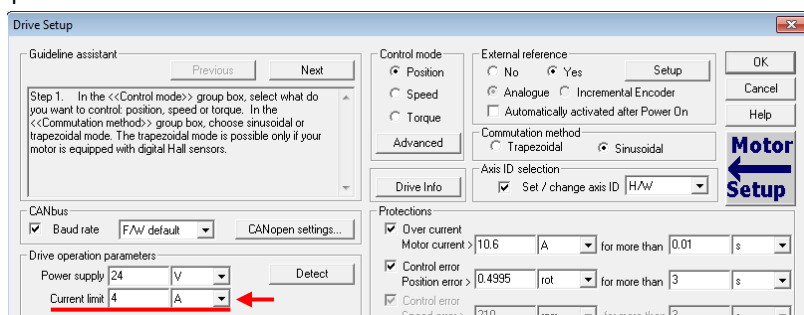 Drive Setup
Guideline assistant
Previous
Next
Step 1. In the <<Control mode>> group box, select what do
you want to control: position, speed or torque. In the
<<Commutation method>> group box, choose sinusoidal or
trapezoidal mode. The trapezoidal mode is possible only if your
motor is equipped with digital Hall sensors.
Control mode
Position
Speed
Torque
Advanced
Drive Info
External reference
No
Yes
Setup
Analogue
Incremental Encoder
Automatically activated after Power On
Commutation method
Trapezoidal
Sinusoidal
Axis ID selection
Set / change axis ID
H/W
OK
Cancel
Help
Motor
Setup
CANbus
Baud rate
F/W default
CANopen settings...
Drive operation parameters
Power supply 24 V
Detect
Current limit 4 A
Protections
Over current
Motor current > 10.6 A for more than 0.01 s
Control error
Position error > 0.4995 rot for more than 3 s
Control error